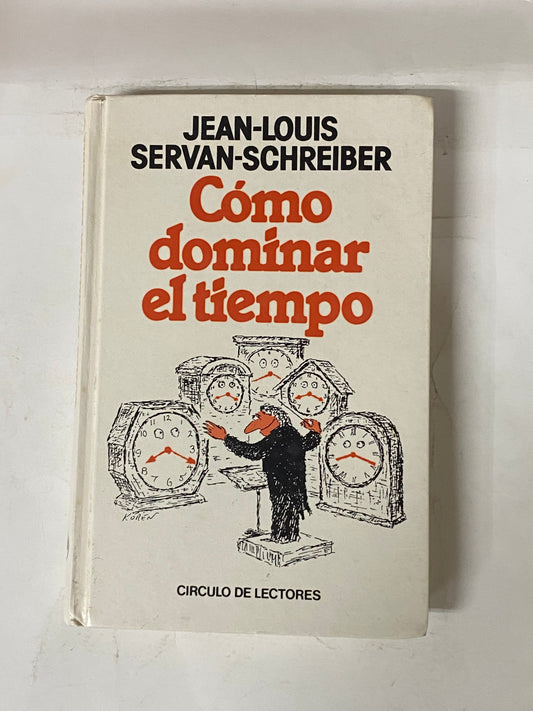 JEAN-LOUIS
SERVAN-SCHREIBER
Cómo
dominar
el tiempo
KOREN
CIRCULO DE LECTORES